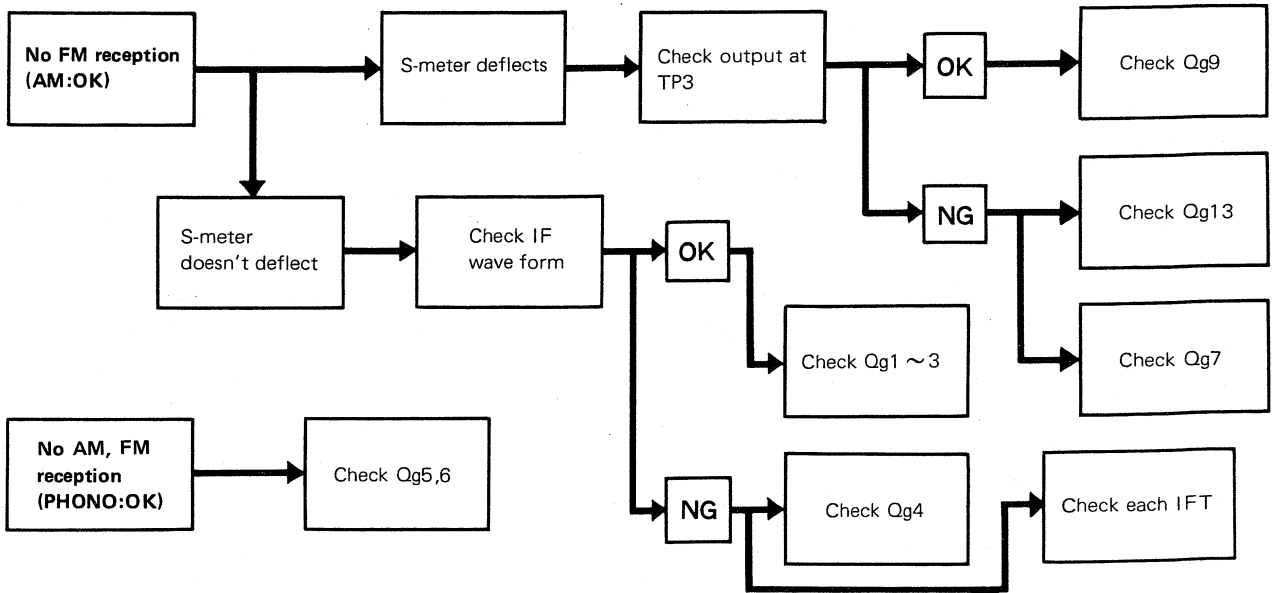 No FM reception
(AM:OK)
S-meter deflects
Check output at
TP3
OK
Check Qg9
NG
Check Qg13
Check Qg7
S-meter
doesn't deflect
Check IF
wave form
OK
Check Qg1 ~ 3
NG
Check Qg4
Check each IFT
No AM, FM
reception
(PHONO:OK)
Check Qg5,6